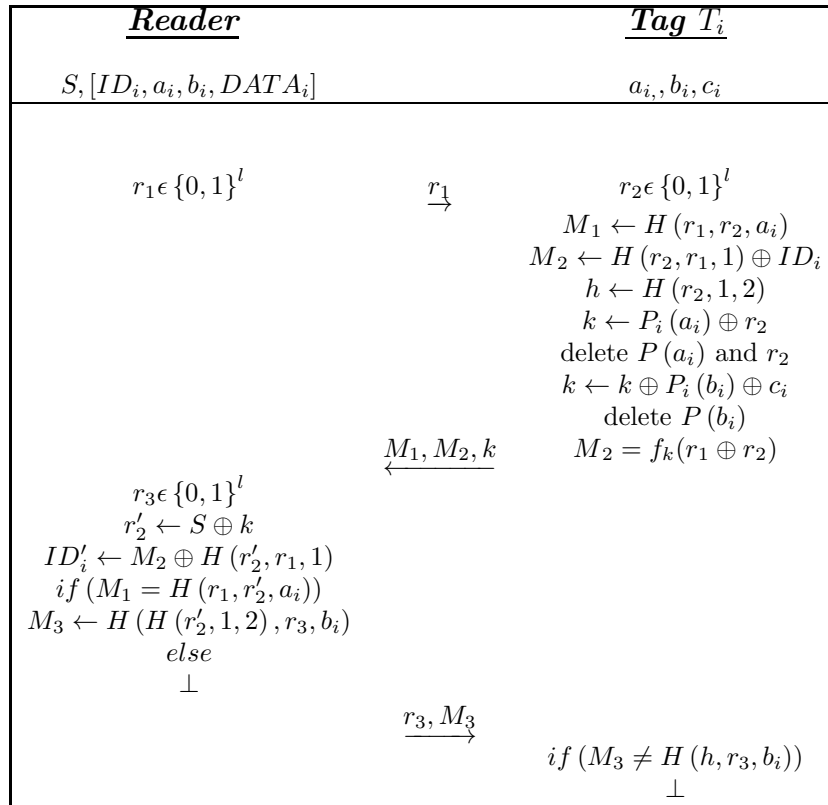 Reader Tag T_i
S, [ID_i, a_i, b_i, DATA_i] a_{i,}, b_i, c_i
r_1 ϵ {0, 1}^l r_1 → r_2 ϵ {0, 1}^l
M_1 ← H (r_1, r_2, a_i)
M_2 ← H (r_2, r_1, 1) ⊕ ID_i
h ← H (r_2, 1, 2)
k ← P_i (a_i) ⊕ r_2
delete P (a_i) and r_2
k ← k ⊕ P_i (b_i) ⊕ c_i
delete P (b_i)
M_1, M_2, k ← M_2 = f_k(r_1 ⊕ r_2)
r_3 ϵ {0, 1}^l
r′_2 ← S ⊕ k
ID′_i ← M_2 ⊕ H (r′_2, r_1, 1)
if (M_1 = H (r_1, r′_2, a_i))
M_3 ← H (H (r′_2, 1, 2) , r_3, b_i)
else
⊥
r_3, M_3 →
if (M_3 ≠ H (h, r_3, b_i))
⊥